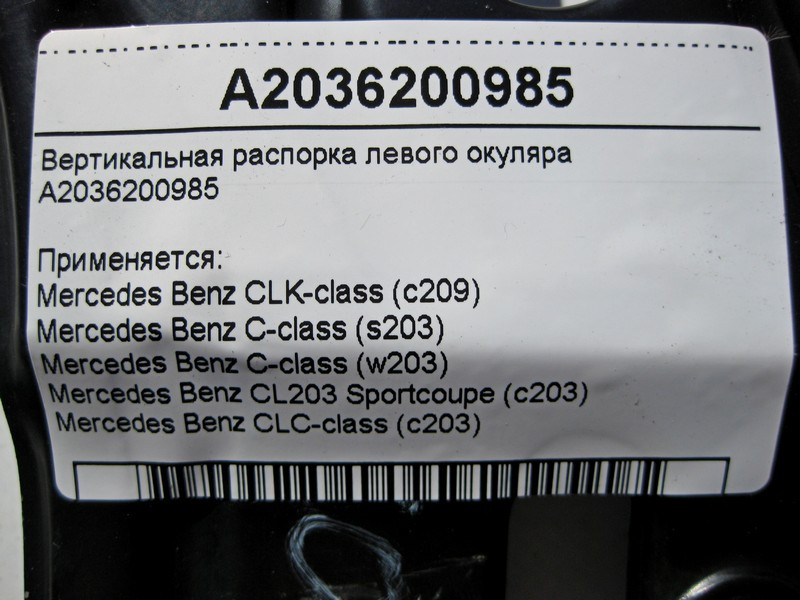 A2036200985
Вертикальная распорка левого окуляра
A2036200985
Применяется:
Mercedes Benz CLK-class (c209)
Mercedes Benz C-class (s203)
Mercedes Benz C-class (w203)
Mercedes Benz CL203 Sportcoupe (c203)
Mercedes Benz CLC-class (c203)